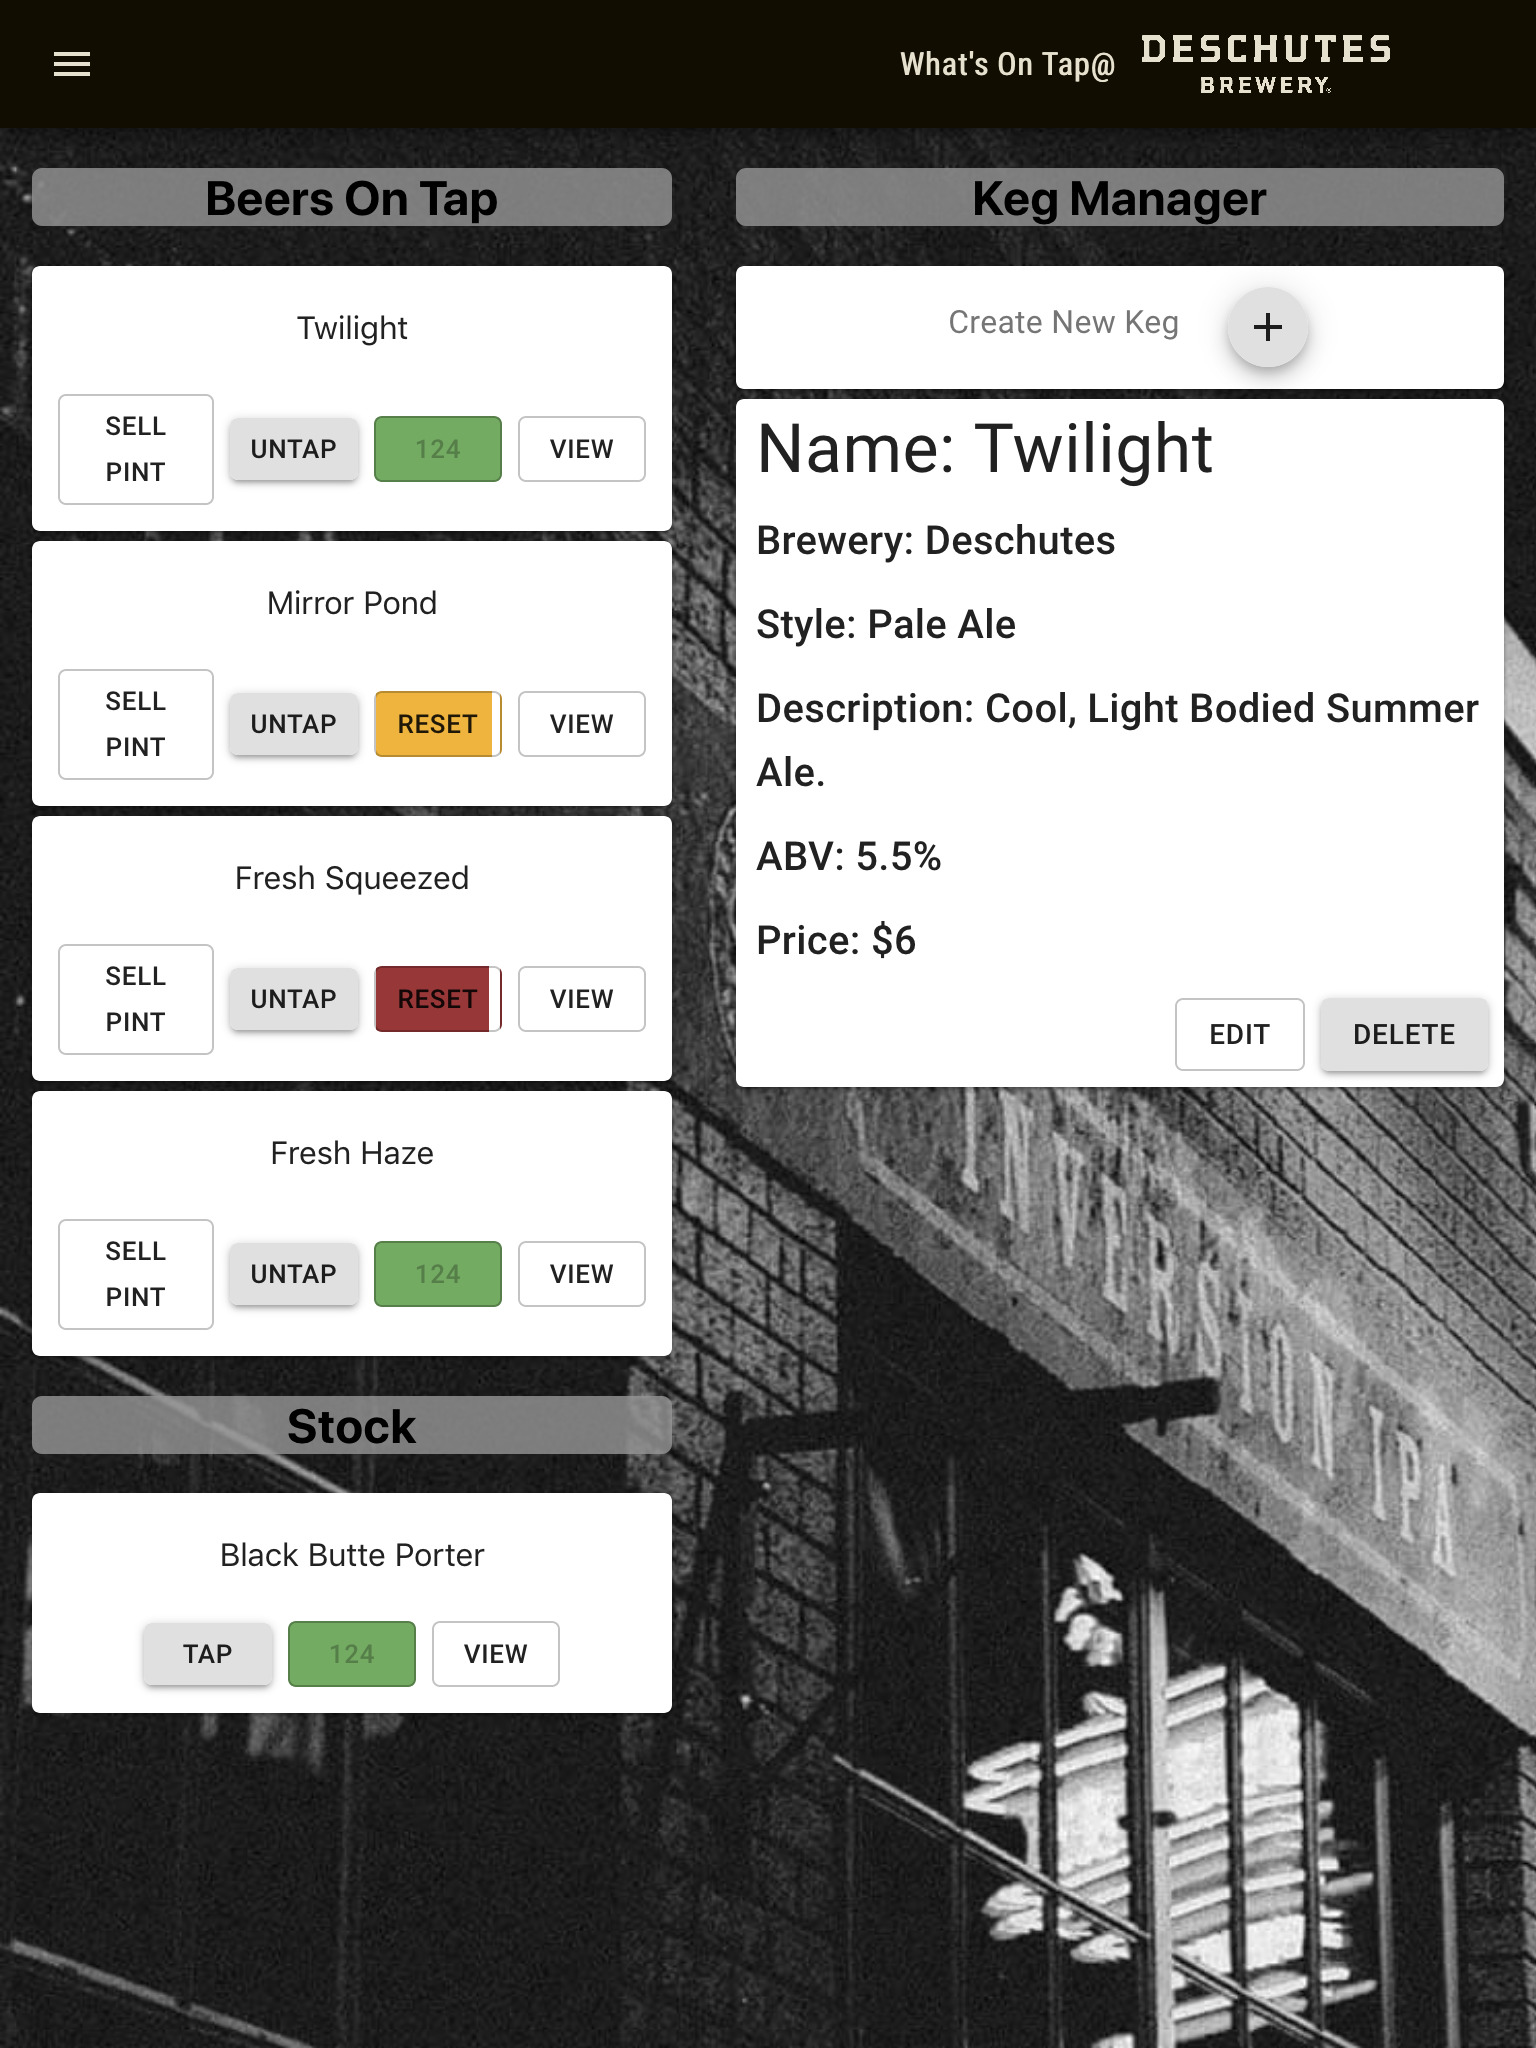 What's On Tap@ DESCHUTES
BREWERY
Beers On Tap
Twilight
SELL PINT UNTAP 124 VIEW
Mirror Pond
SELL PINT UNTAP RESET VIEW
Fresh Squeezed
SELL PINT UNTAP RESET VIEW
Fresh Haze
SELL PINT UNTAP 124 VIEW
Stock
Black Butte Porter
TAP 124 VIEW
Keg Manager
Create New Keg +
Name: Twilight
Brewery: Deschutes
Style: Pale Ale
Description: Cool, Light Bodied Summer
Ale.
ABV: 5.5%
Price: $6
EDIT DELETE
INVERSION IPA